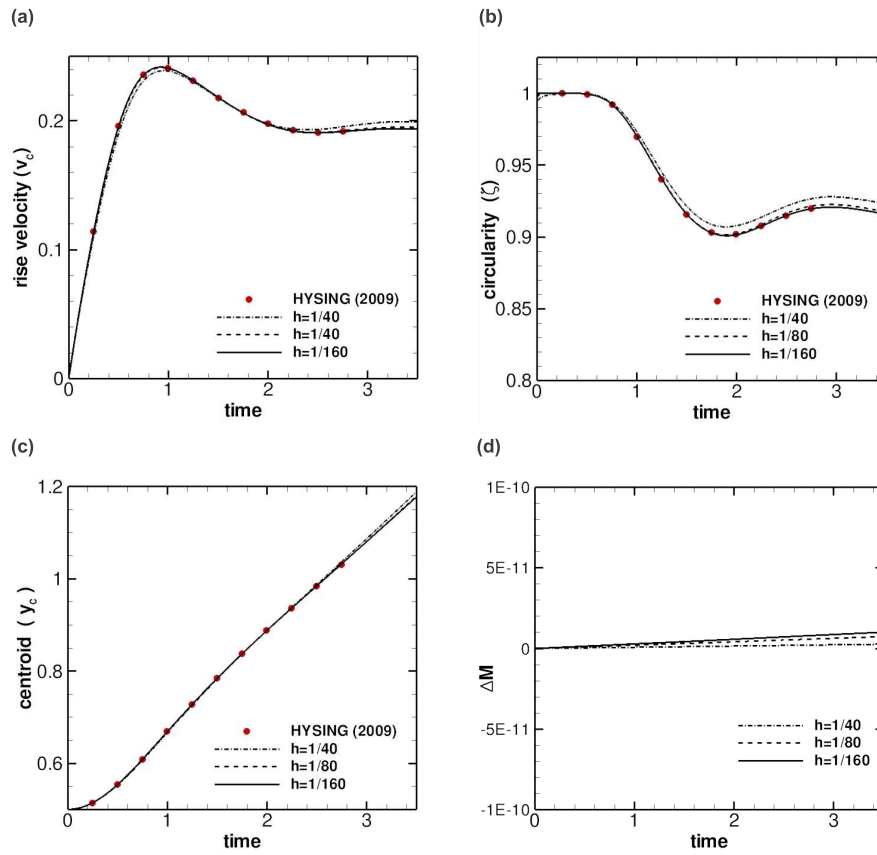 (a)
rise velocity (v_c)
0.2
0.1
0
0
1
2
3
time
HYSING (2009)
h=1/40
h=1/40
h=1/160
(b)
circularity (ζ)
1
0.95
0.9
0.85
0.8
0
1
2
3
time
HYSING (2009)
h=1/40
h=1/80
h=1/160
(c)
centroid ( y_c )
1.2
1
0.8
0.6
0
1
2
3
time
HYSING (2009)
h=1/40
h=1/80
h=1/160
(d)
△M
1E-10
5E-11
0
-5E-11
-1E-10
0
1
2
3
time
h=1/40
h=1/80
h=1/160